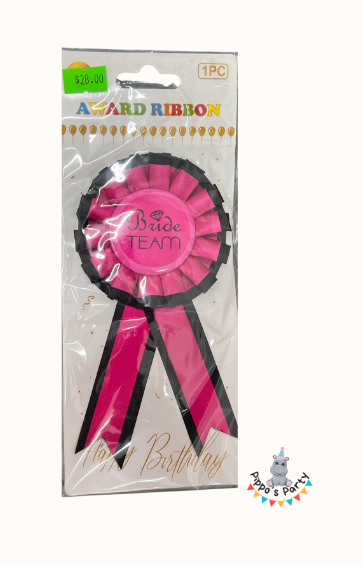 $28.00
1PC
AWARD RIBBON
Bride
TEAM
Happy Birthday
Pippo's Party